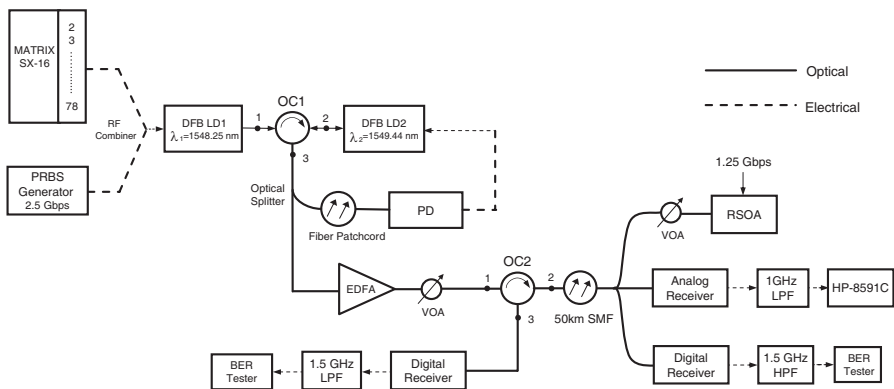 MATRIX
SX-16
2
3
78
RF
Combiner
PRBS
Generator
2.5 Gbps
DFB LD1
λ1=1548.25 nm
1
OC1
2
3
DFB LD2
λ2=1549.44 nm
Optical
Electrical
Optical
Splitter
Fiber Patchcord
PD
1.25 Gbps
VOA
RSOA
EDFA
VOA
1
OC2
2
3
50km SMF
Analog
Receiver
1GHz
LPF
HP-8591C
BER
Tester
1.5 GHz
LPF
Digital
Receiver
Digital
Receiver
1.5 GHz
HPF
BER
Tester